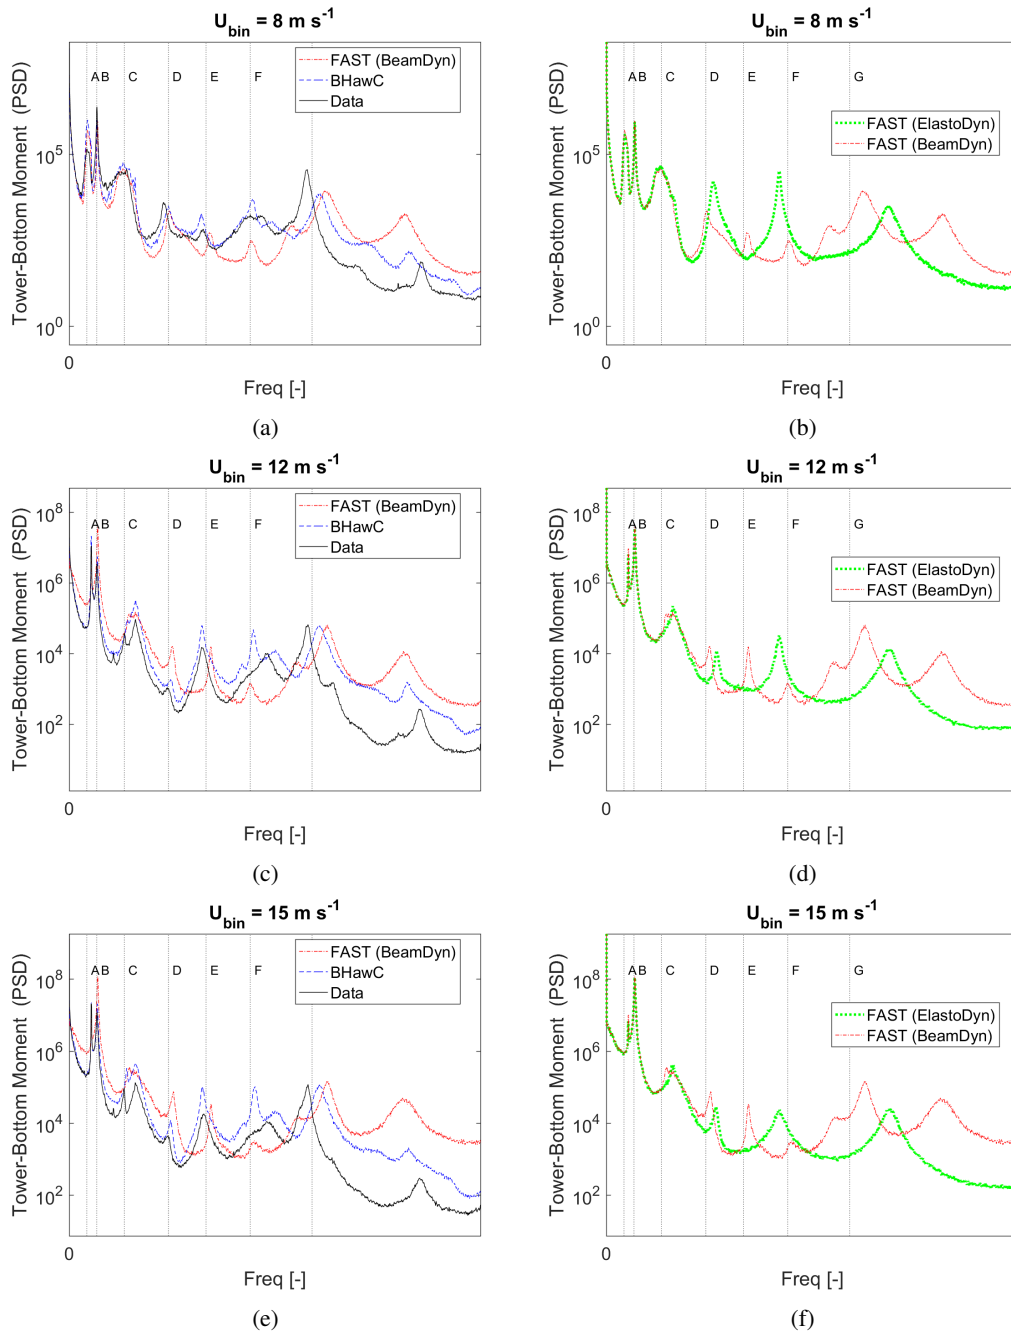 U_bin = 8 m s^-1
Tower-Bottom Moment (PSD)
10^5
10^0
0
A B C D E F
FAST (BeamDyn)
BHawC
Data
Freq [-]
(a)
U_bin = 8 m s^-1
Tower-Bottom Moment (PSD)
10^5
10^0
0
A B C D E F G
FAST (ElastoDyn)
FAST (BeamDyn)
Freq [-]
(b)
U_bin = 12 m s^-1
Tower-Bottom Moment (PSD)
10^8
10^6
10^4
10^2
0
A B C D E F
FAST (BeamDyn)
BHawC
Data
Freq [-]
(c)
U_bin = 12 m s^-1
Tower-Bottom Moment (PSD)
10^8
10^6
10^4
10^2
0
A B C D E F G
FAST (ElastoDyn)
FAST (BeamDyn)
Freq [-]
(d)
U_bin = 15 m s^-1
Tower-Bottom Moment (PSD)
10^8
10^6
10^4
10^2
0
A B C D E F
FAST (BeamDyn)
BHawC
Data
Freq [-]
(e)
U_bin = 15 m s^-1
Tower-Bottom Moment (PSD)
10^8
10^6
10^4
10^2
0
A B C D E F G
FAST (ElastoDyn)
FAST (BeamDyn)
Freq [-]
(f)